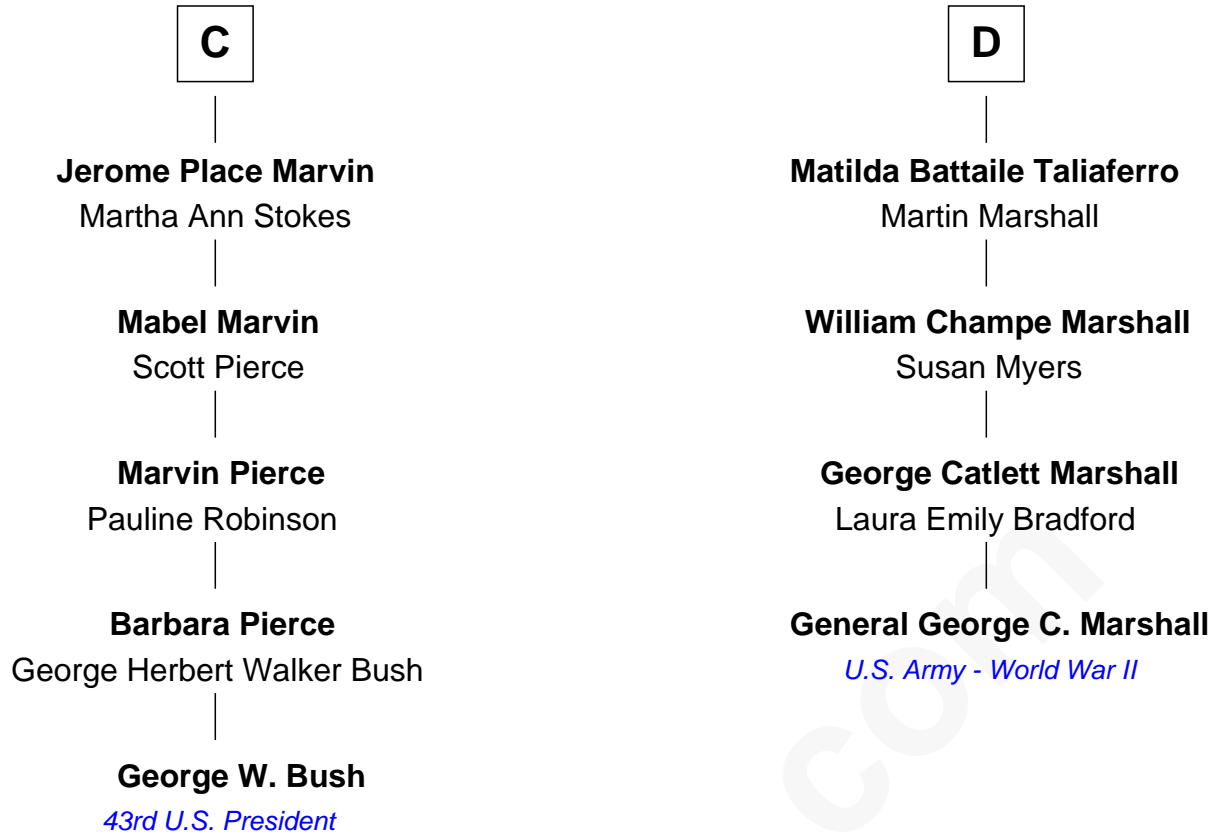 C
Jerome Place Marvin
Martha Ann Stokes
Mabel Marvin
Scott Pierce
Marvin Pierce
Pauline Robinson
Barbara Pierce
George Herbert Walker Bush
George W. Bush
43rd U.S. President
D
Matilda Battaile Taliaferro
Martin Marshall
William Champe Marshall
Susan Myers
George Catlett Marshall
Laura Emily Bradford
General George C. Marshall
U.S. Army - World War II
com